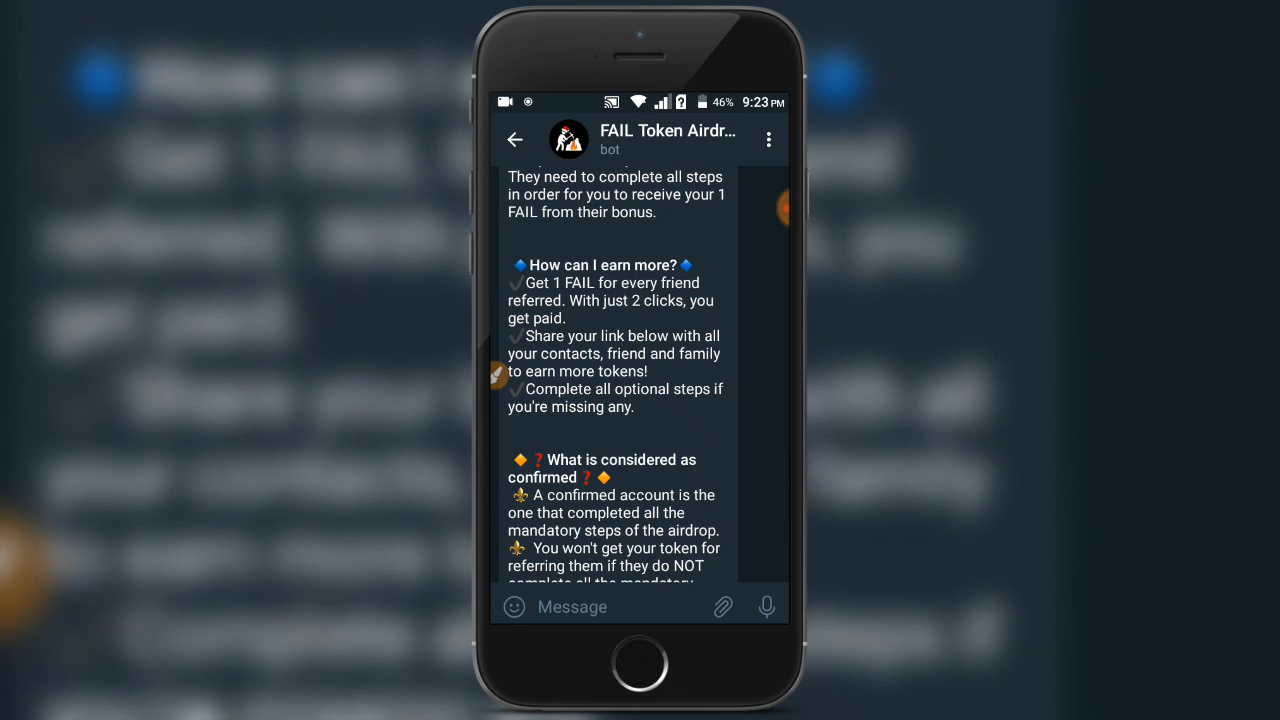 46% 9:23 PM
FAIL Token Airdr...
bot
They need to complete all steps
in order for you to receive your 1
FAIL from their bonus.
🔷How can I earn more?🔷
✔Get 1 FAIL for every friend
referred. With just 2 clicks, you
get paid.
✔Share your link below with all
your contacts, friend and family
to earn more tokens!
✔Complete all optional steps if
you're missing any.
🔶❓What is considered as
confirmed❓🔶
⚜ A confirmed account is the
one that completed all the
mandatory steps of the airdrop.
⚜ You won't get your token for
referring them if they do NOT
complete all the mandatory
Message